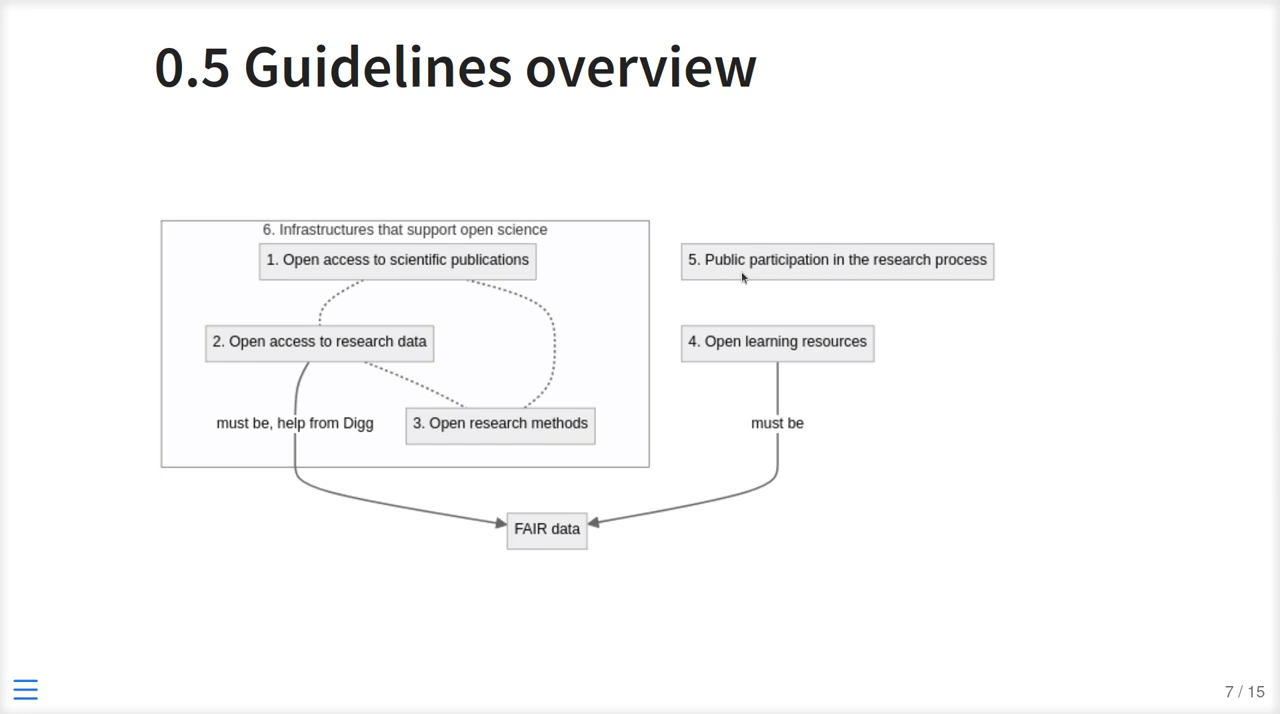 0.5 Guidelines overview
6. Infrastructures that support open science
1. Open access to scientific publications
5. Public participation in the research process
2. Open access to research data
4. Open learning resources
must be, help from Digg
3. Open research methods
must be
FAIR data
7 / 15